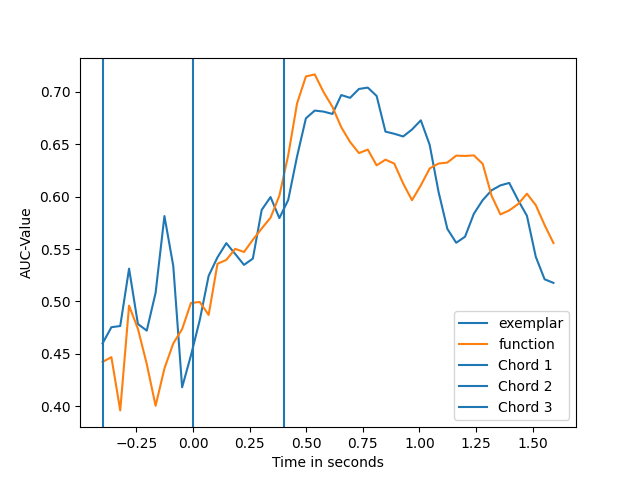 0.70
0.65
0.60
0.55
0.50
0.45
0.40
AUC-Value
−0.25 0.00 0.25 0.50 0.75 1.00 1.25 1.50
Time in seconds
exemplar
function
Chord 1
Chord 2
Chord 3